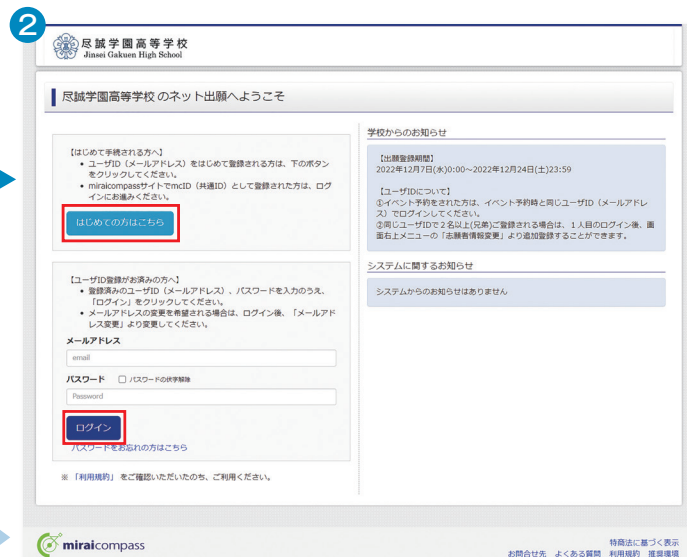 2
尽誠学園高等学校
Jinsei Gakuen High School
尽誠学園高等学校 のネット出願へようこそ
【はじめて手続される方へ】
• ユーザID（メールアドレス）をはじめて登録される方は、下のボタン
をクリックしてください。
• miraicompassサイトでmcID（共通ID）として登録された方は、ログ
インにお進みください。
はじめての方はこちら
【ユーザID登録がお済みの方へ】
• 登録済みのユーザID（メールアドレス）、パスワードを入力のうえ、
「ログイン」をクリックしてください。
• メールアドレスの変更を希望される場合は、ログイン後、「メールアド
レス変更」より変更してください。
メールアドレス
email
パスワード □ パスワードの伏字解除
Password
ログイン
パスワードをお忘れの方はこちら
※ 「利用規約」 をご確認いただいたのち、ご利用ください。
学校からのお知らせ
【出願登録期間】
2022年12月7日(水)0:00～2022年12月24日(土)23:59
【ユーザIDについて】
①イベント予約をされた方は、イベント予約時と同じユーザID（メールアドレ
ス）でログインしてください。
②同じユーザIDで２名以上(兄弟)ご登録される場合は、１人目のログイン後、画
面右上メニューの「志願者情報変更」より追加登録することができます。
システムに関するお知らせ
システムからのお知らせはありません
miraicompass
特商法に基づく表示
お問合せ先 よくある質問 利用規約 推奨環境